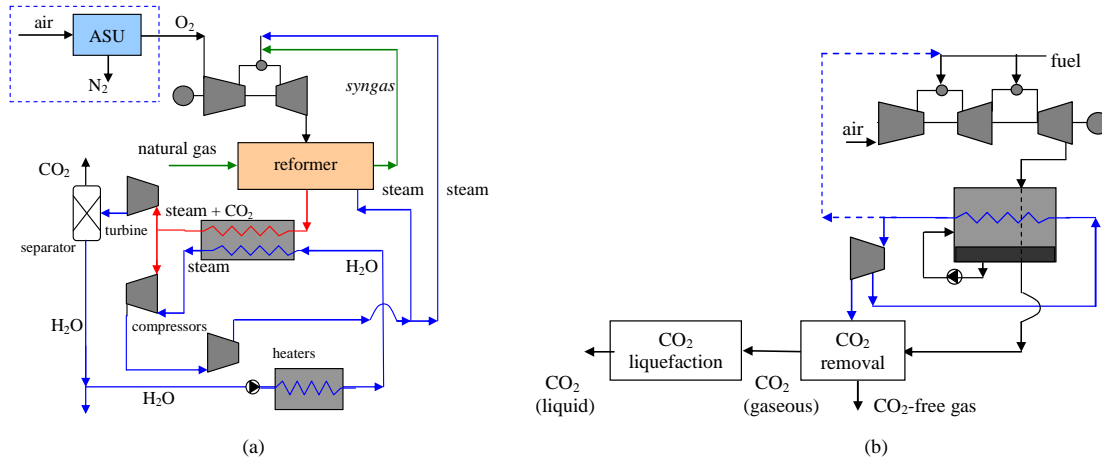 air
ASU
O₂
N₂
syngas
natural gas
reformer
steam
steam
CO₂
steam + CO₂
turbine
separator
steam
H₂O
H₂O
compressors
heaters
H₂O
(a)
fuel
air
CO₂
liquefaction
CO₂
removal
CO₂
(liquid)
CO₂
(gaseous)
CO₂-free gas
(b)